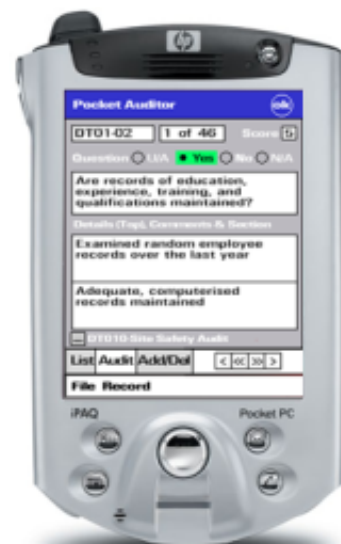 hp
Pocket Auditor ok
DT01-02 1 of 46 Score 5
Question U/A Yes No N/A
Are records of education,
experience, training, and
qualifications maintained?
Details (Top), Comments & Section
Examined random employee
records over the last year
Adequate, computerised
records maintained
DT010-Site Safety Audit
List Audit Add/Del < << >> >
File Record
iPAQ Pocket PC